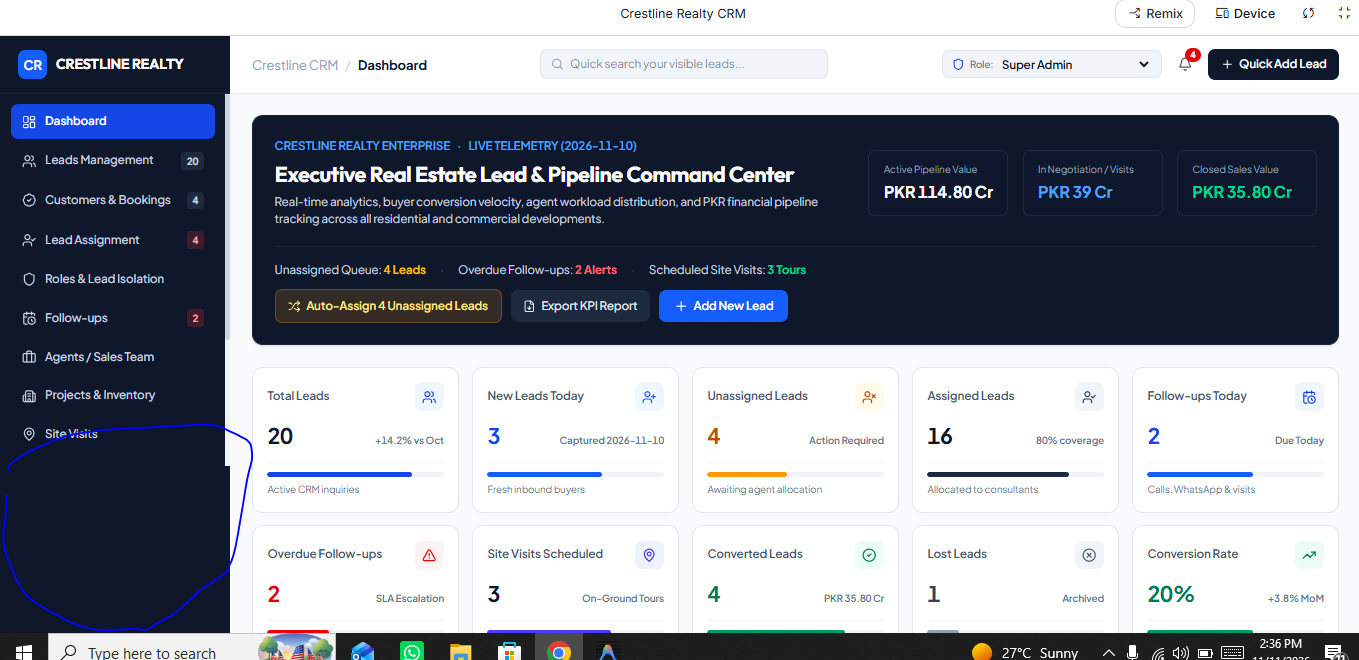 Crestline Realty CRM
Remix
Device
CR CRESTLINE REALTY
Crestline CRM / Dashboard
Quick search your visible leads...
Role: Super Admin
4
+ Quick Add Lead
Dashboard
Leads Management 20
Customers & Bookings 4
Lead Assignment 4
Roles & Lead Isolation
Follow-ups 2
Agents / Sales Team
Projects & Inventory
Site Visits
CRESTLINE REALTY ENTERPRISE · LIVE TELEMETRY (2026-11-10)
Executive Real Estate Lead & Pipeline Command Center
Real-time analytics, buyer conversion velocity, agent workload distribution, and PKR financial pipeline
tracking across all residential and commercial developments.
Active Pipeline Value
PKR 114.80 Cr
In Negotiation / Visits
PKR 39 Cr
Closed Sales Value
PKR 35.80 Cr
Unassigned Queue: 4 Leads · Overdue Follow-ups: 2 Alerts · Scheduled Site Visits: 3 Tours
Auto-Assign 4 Unassigned Leads
Export KPI Report
+ Add New Lead
Total Leads
20 +14.2% vs Oct
Active CRM inquiries
New Leads Today
3 Captured 2026-11-10
Fresh inbound buyers
Unassigned Leads
4 Action Required
Awaiting agent allocation
Assigned Leads
16 80% coverage
Allocated to consultants
Follow-ups Today
2 Due Today
Calls, WhatsApp & visits
Overdue Follow-ups
2 SLA Escalation
Site Visits Scheduled
3 On-Ground Tours
Converted Leads
4 PKR 35.80 Cr
Lost Leads
1 Archived
Conversion Rate
20% +3.8% MoM
Type here to search
27°C Sunny
2:36 PM